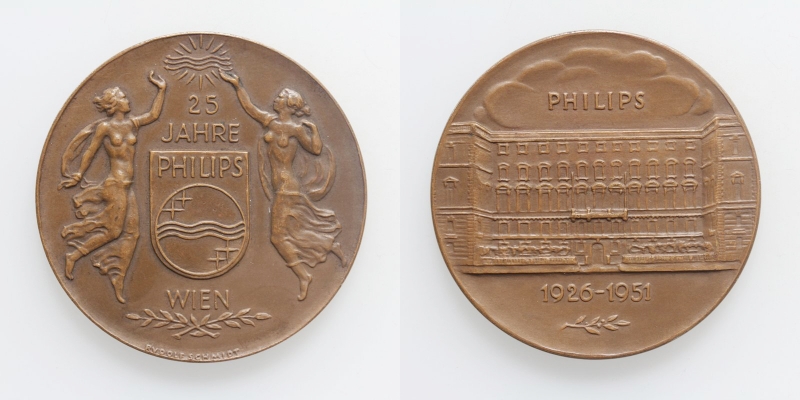 25
JAHRE
PHILIPS
WIEN
RUDOLF SCHMIDT
PHILIPS
1926-1951